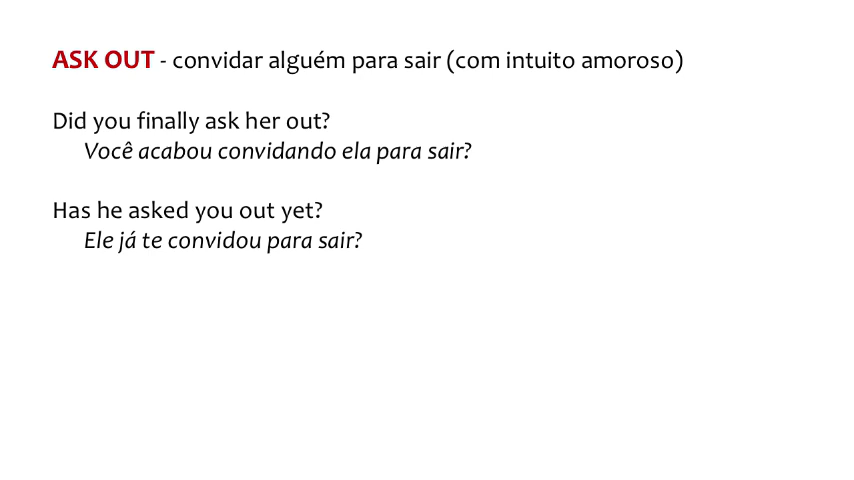 ASK OUT - convidar alguém para sair (com intuito amoroso)
Did you finally ask her out?
Você acabou convidando ela para sair?
Has he asked you out yet?
Ele já te convidou para sair?